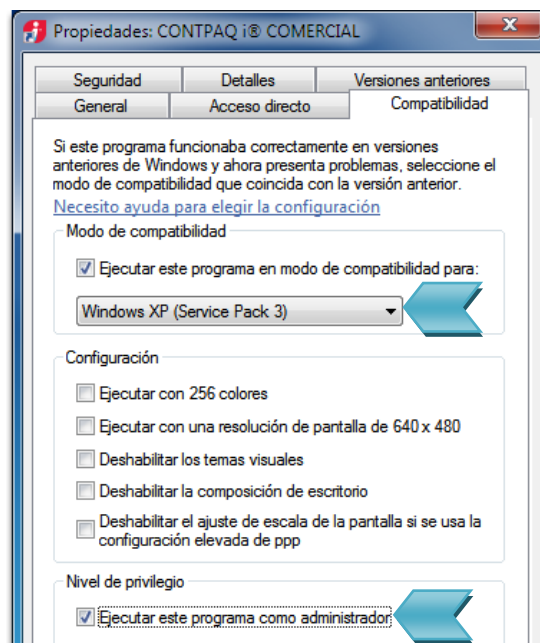 Propiedades: CONTPAQ i® COMERCIAL
Seguridad
Detalles
Versiones anteriores
General
Acceso directo
Compatibilidad
Si este programa funcionaba correctamente en versiones
anteriores de Windows y ahora presenta problemas, seleccione el
modo de compatibilidad que coincida con la versión anterior.
Necesito ayuda para elegir la configuración
Modo de compatibilidad
Ejecutar este programa en modo de compatibilidad para:
Windows XP (Service Pack 3)
Configuración
Ejecutar con 256 colores
Ejecutar con una resolución de pantalla de 640 x 480
Deshabilitar los temas visuales
Deshabilitar la composición de escritorio
Deshabilitar el ajuste de escala de la pantalla si se usa la
configuración elevada de ppp
Nivel de privilegio
Ejecutar este programa como administrador